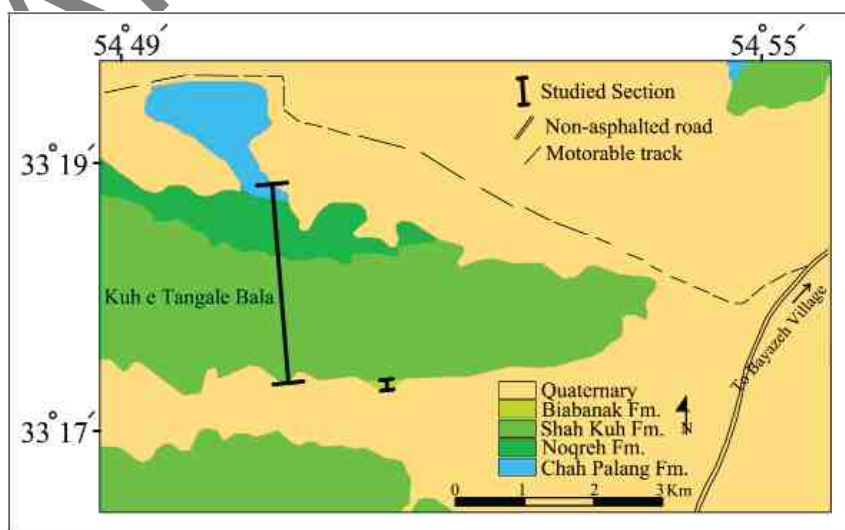 54°49′
54°55′
Studied Section
Non-asphalted road
Motorable track
33°19′
Kuh e Tangale Bala
To Bayazeh Village
33°17′
Quaternary
Biabanak Fm.
Shah Kuh Fm.
Noqreh Fm.
Chah Palang Fm.
N
0 1 2 3 Km